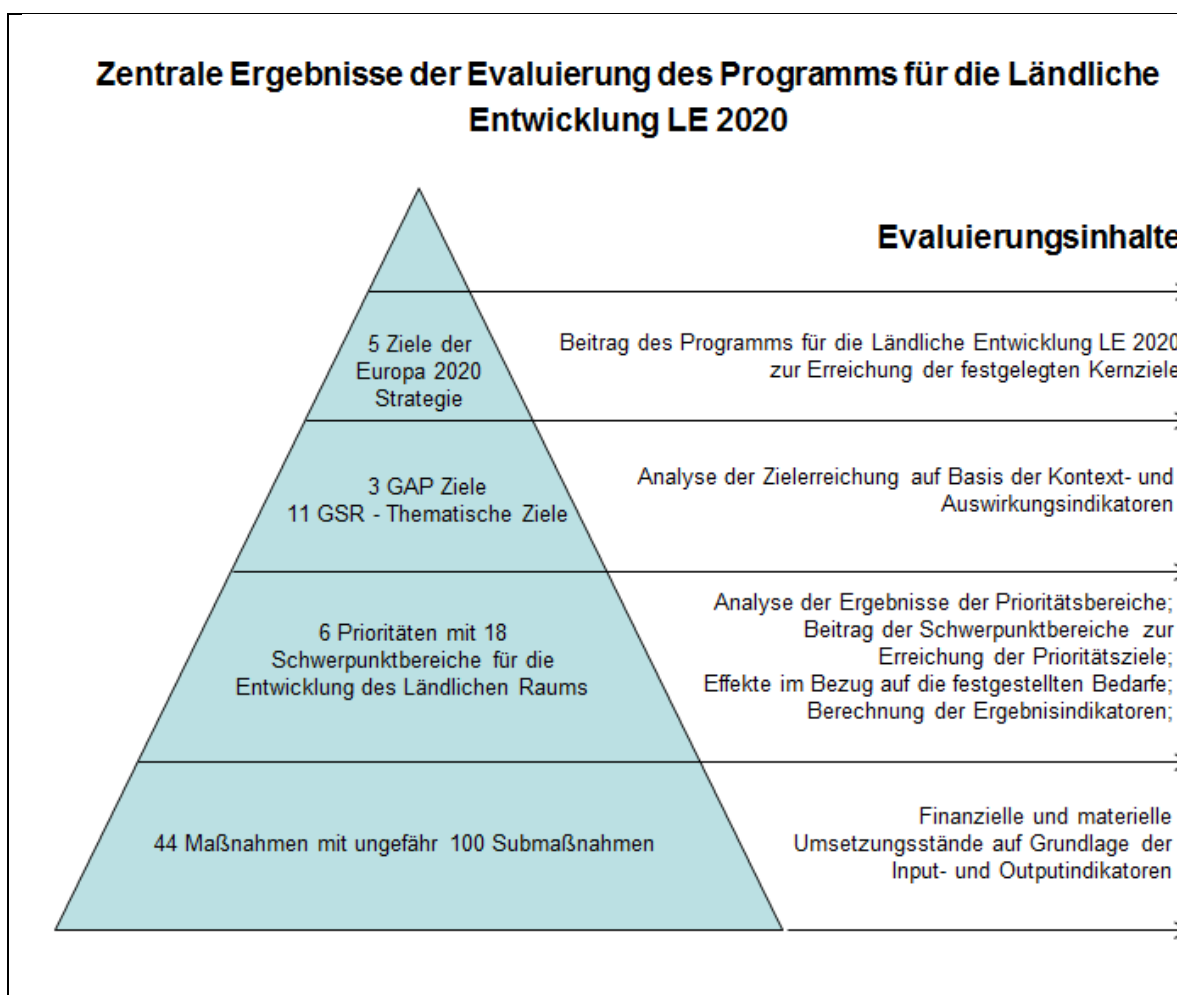 Zentrale Ergebnisse der Evaluierung des Programms für die Ländliche
Entwicklung LE 2020
Evaluierungsinhalte
5 Ziele der
Europa 2020
Strategie
Beitrag des Programms für die Ländliche Entwicklung LE 2020
zur Erreichung der festgelegten Kernziele
3 GAP Ziele
11 GSR - Thematische Ziele
Analyse der Zielerreichung auf Basis der Kontext- und
Auswirkungsindikatoren
6 Prioritäten mit 18
Schwerpunktbereiche für die
Entwicklung des Ländlichen Raums
Analyse der Ergebnisse der Prioritätsbereiche;
Beitrag der Schwerpunktbereiche zur
Erreichung der Prioritätsziele;
Effekte im Bezug auf die festgestellten Bedarfe;
Berechnung der Ergebnisindikatoren;
44 Maßnahmen mit ungefähr 100 Submaßnahmen
Finanzielle und materielle
Umsetzungsstände auf Grundlage der
Input- und Outputindikatoren